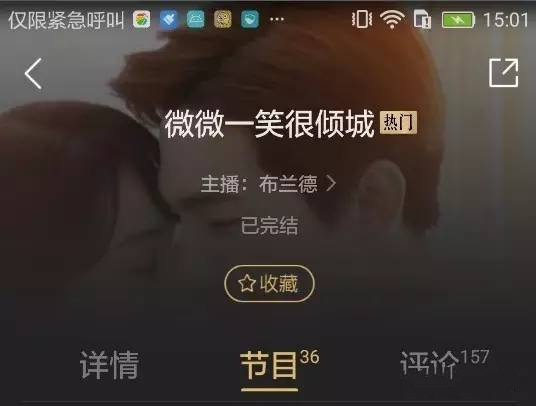 仅限紧急呼叫 ··· 15:01
微微一笑很倾城 热门
主播：布兰德 >
已完结
收藏
详情 节目36 评论157